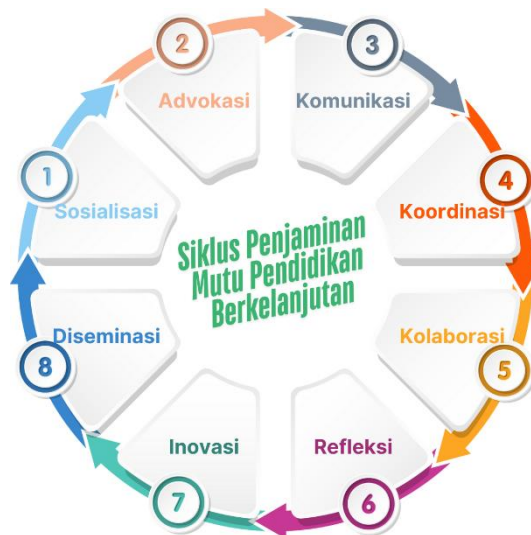 Siklus Penjaminan
Mutu Pendidikan
Berkelanjutan
1
Sosialisasi
2
Advokasi
3
Komunikasi
4
Koordinasi
5
Kolaborasi
6
Refleksi
7
Inovasi
8
Diseminasi